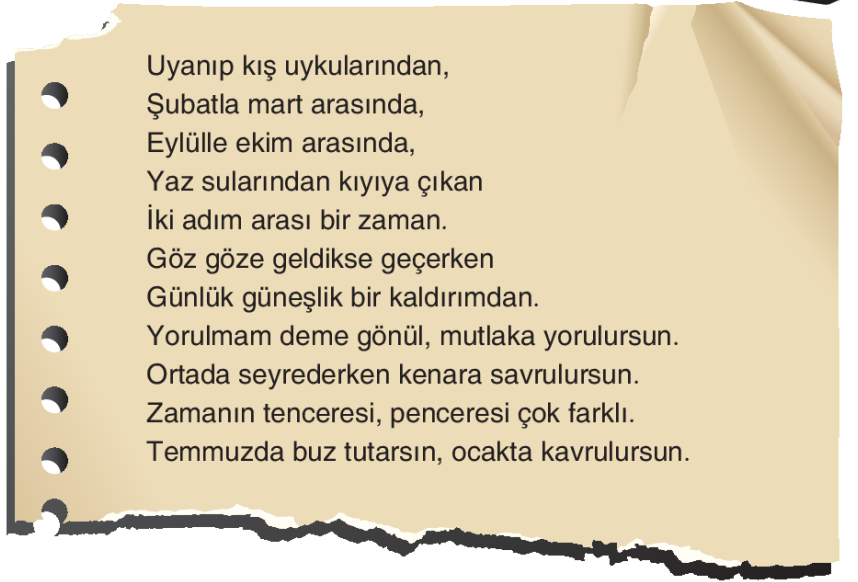 Uyanıp kış uykularından,
Şubatla mart arasında,
Eylülle ekim arasında,
Yaz sularından kıyıya çıkan
İki adım arası bir zaman.
Göz göze geldikse geçerken
Günlük güneşlik bir kaldırımdan.
Yorulmam deme gönül, mutlaka yorulursun.
Ortada seyrederken kenara savrulursun.
Zamanın tenceresi, penceresi çok farklı.
Temmuzda buz tutarsın, ocakta kavrulursun.